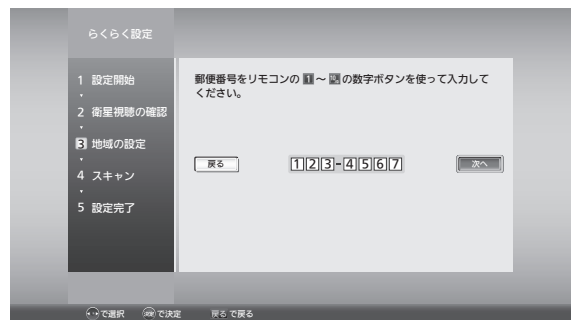 らくらく設定
1 設定開始
2 衛星視聴の確認
3 地域の設定
4 スキャン
5 設定完了
郵便番号をリモコンの 1 ~ の数字ボタンを使って入力して
ください。
戻る 123-4567 次へ
で選択 で決定 戻る で戻る